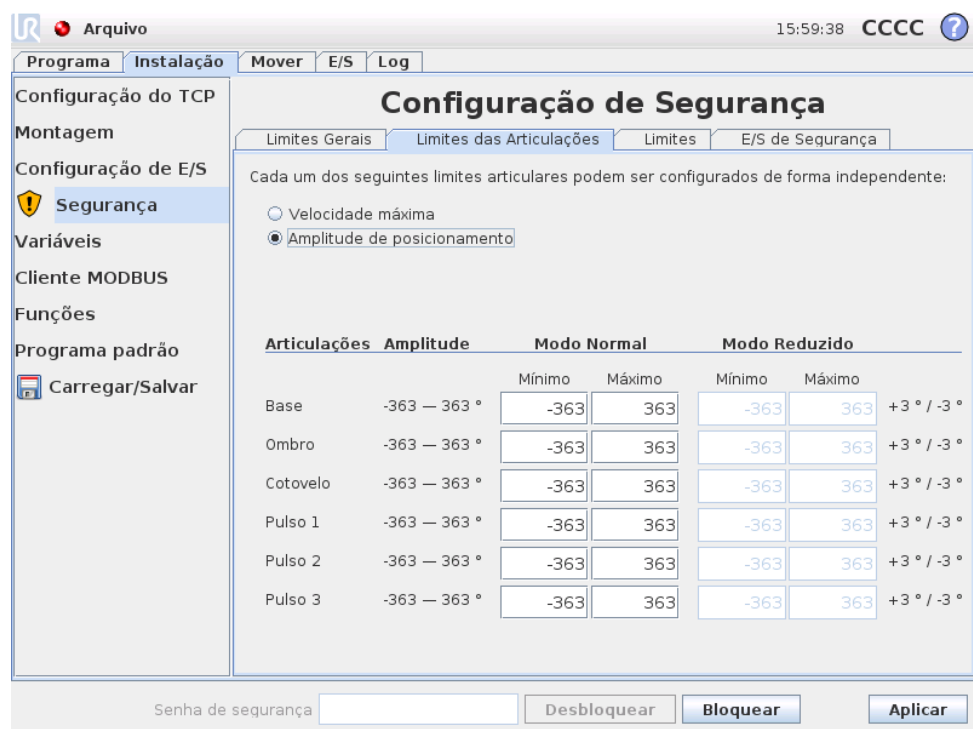 UR Arquivo 15:59:38 CCCC ?
Programa Instalação Mover E/S Log
Configuração do TCP
Montagem
Configuração de E/S
Segurança
Variáveis
Cliente MODBUS
Funções
Programa padrão
Carregar/Salvar
Configuração de Segurança
Limites Gerais Limites das Articulações Limites E/S de Segurança
Cada um dos seguintes limites articulares podem ser configurados de forma independente:
Velocidade máxima
Amplitude de posicionamento
Articulações Amplitude Modo Normal Modo Reduzido
Mínimo Máximo Mínimo Máximo
Base -363 — 363 ° -363 363 -363 363 +3 ° / -3 °
Ombro -363 — 363 ° -363 363 -363 363 +3 ° / -3 °
Cotovelo -363 — 363 ° -363 363 -363 363 +3 ° / -3 °
Pulso 1 -363 — 363 ° -363 363 -363 363 +3 ° / -3 °
Pulso 2 -363 — 363 ° -363 363 -363 363 +3 ° / -3 °
Pulso 3 -363 — 363 ° -363 363 -363 363 +3 ° / -3 °
Senha de segurança Desbloquear Bloquear Aplicar